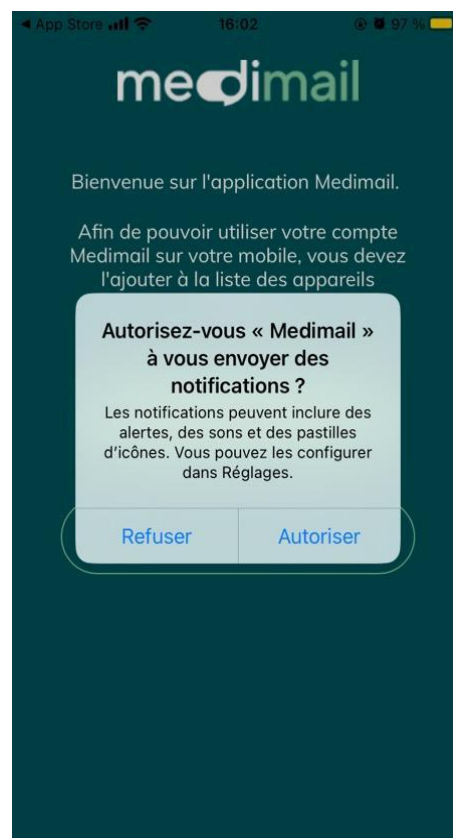 ◀ App Store 16:02 97 %
medimail
Bienvenue sur l'application Medimail.
Afin de pouvoir utiliser votre compte
Medimail sur votre mobile, vous devez
l'ajouter à la liste des appareils
Autorisez-vous « Medimail »
à vous envoyer des
notifications ?
Les notifications peuvent inclure des
alertes, des sons et des pastilles
d'icônes. Vous pouvez les configurer
dans Réglages.
Refuser Autoriser